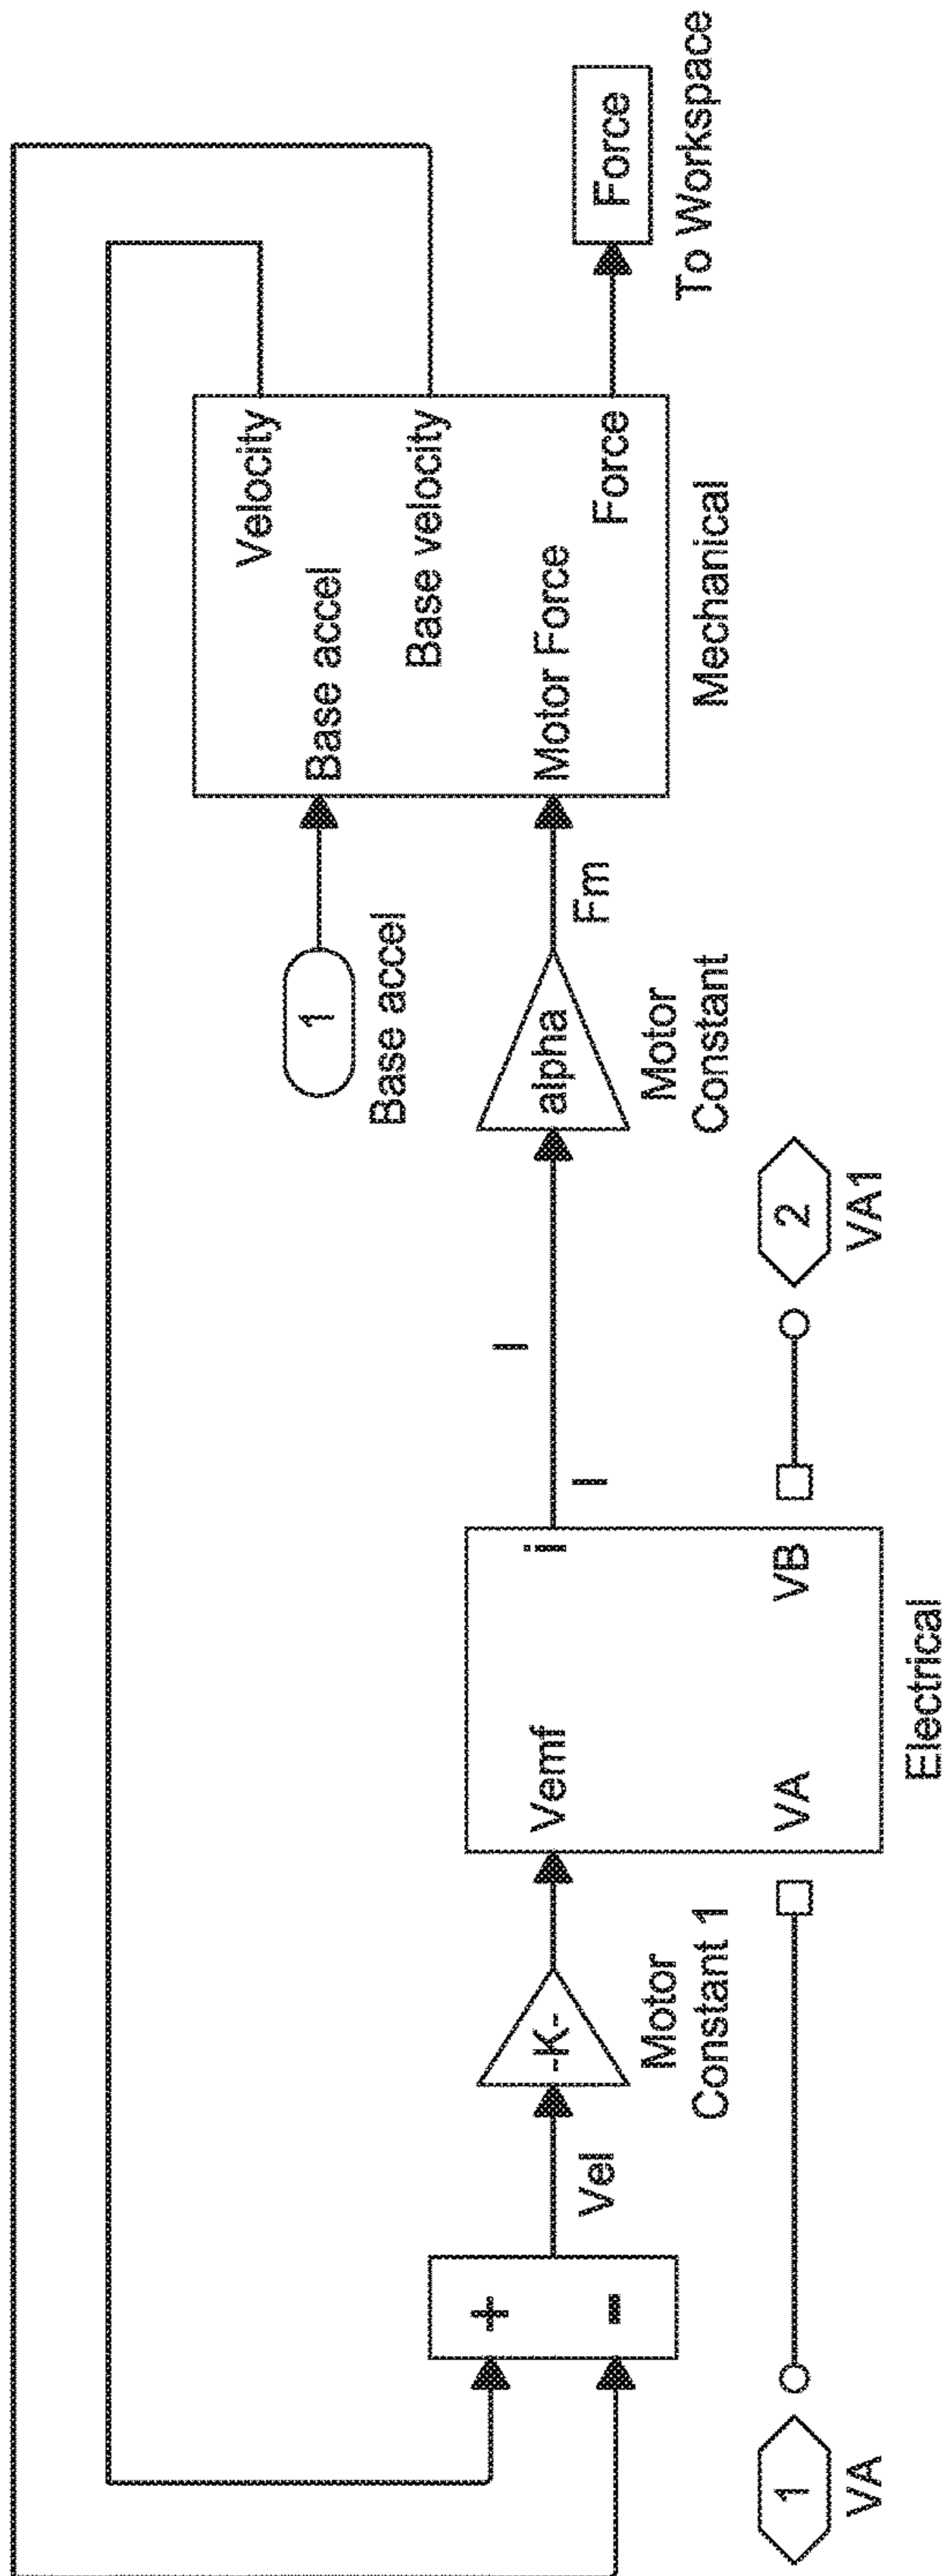 +
−
Vel
-K-
Motor
Constant 1
Vemf
i
VA
VB
Electrical
I
I
alpha
Motor
Constant
Fm
1
Base accel
Velocity
Base accel
Base velocity
Motor Force
Force
Mechanical
Force
To Workspace
1
VA
2
VA1